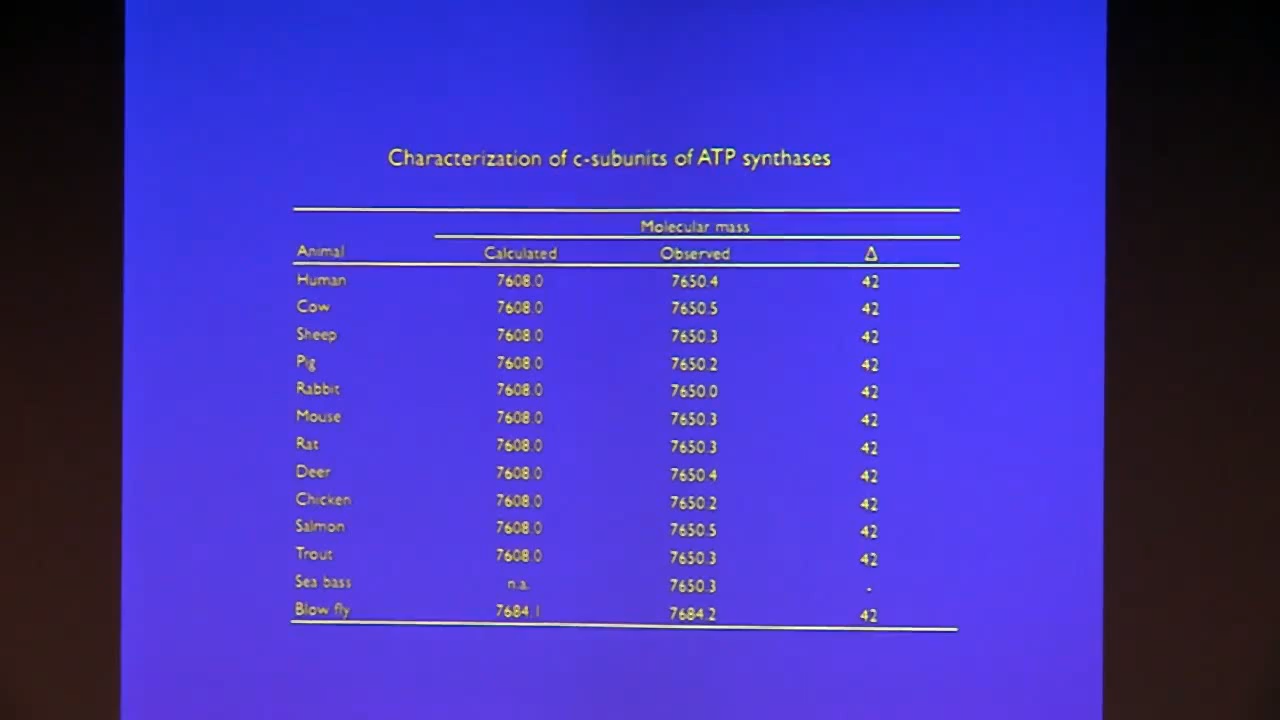 Characterization of c-subunits of ATP synthases
Molecular mass
Animal Calculated Observed Δ
Human 7608.0 7650.4 42
Cow 7608.0 7650.5 42
Sheep 7608.0 7650.3 42
Pig 7608.0 7650.2 42
Rabbit 7608.0 7650.0 42
Mouse 7608.0 7650.3 42
Rat 7608.0 7650.3 42
Deer 7608.0 7650.4 42
Chicken 7608.0 7650.2 42
Salmon 7608.0 7650.5 42
Trout 7608.0 7650.3 42
Sea bass n.a. 7650.3 -
Blow fly 7684.1 7684.2 42